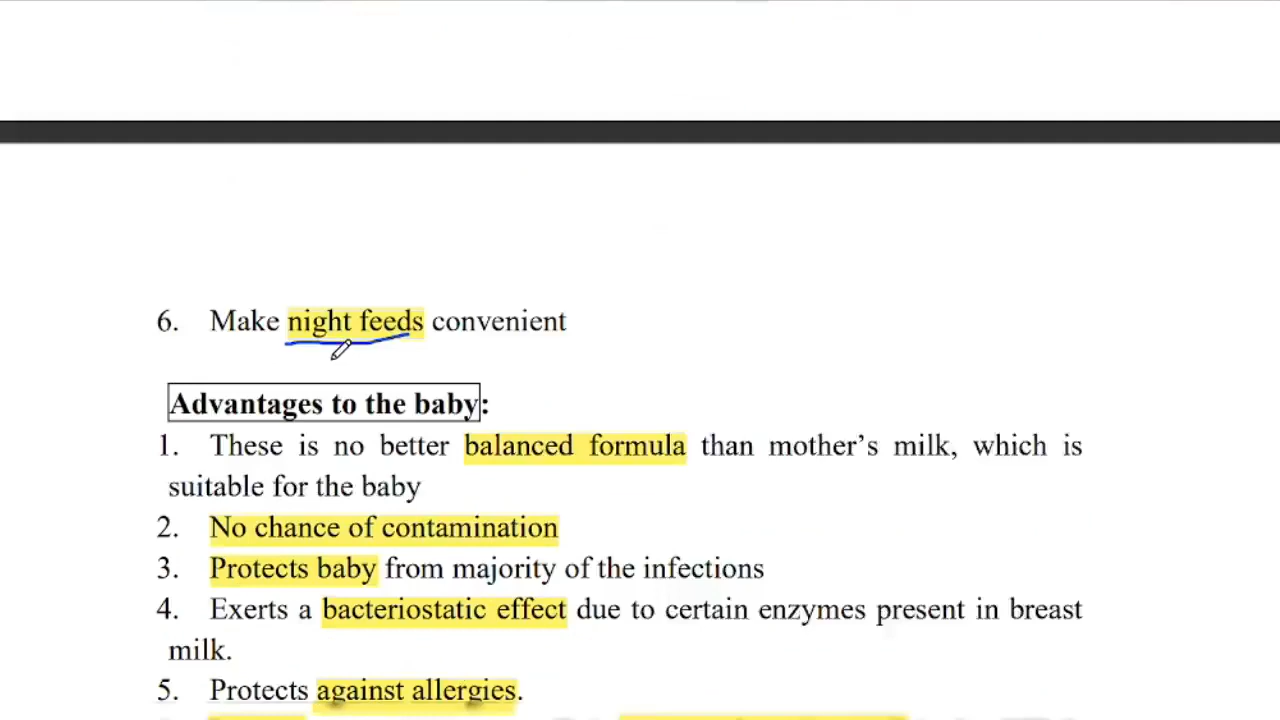 6. Make night feeds convenient
Advantages to the baby:
1. These is no better balanced formula than mother’s milk, which is
suitable for the baby
2. No chance of contamination
3. Protects baby from majority of the infections
4. Exerts a bacteriostatic effect due to certain enzymes present in breast
milk.
5. Protects against allergies.